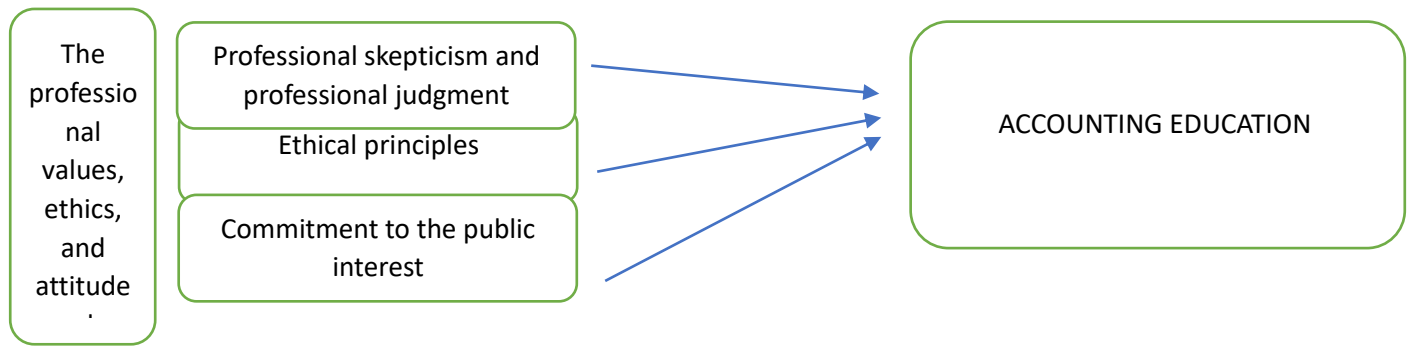 The
professio
nal
values,
ethics,
and
attitude
Professional skepticism and
professional judgment
Ethical principles
Commitment to the public
interest
ACCOUNTING EDUCATION